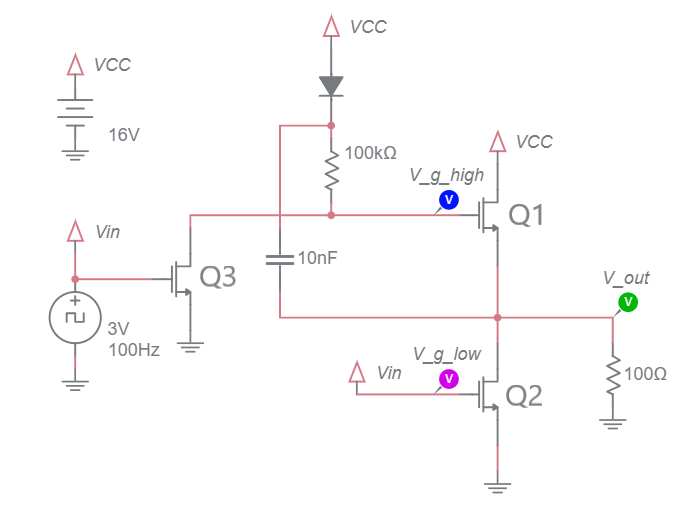 VCC
VCC
16V
100kΩ
VCC
V_g_high
V
Q1
Vin
Q3
10nF
V_out
V
3V
100Hz
V_g_low
V
Vin
Q2
100Ω